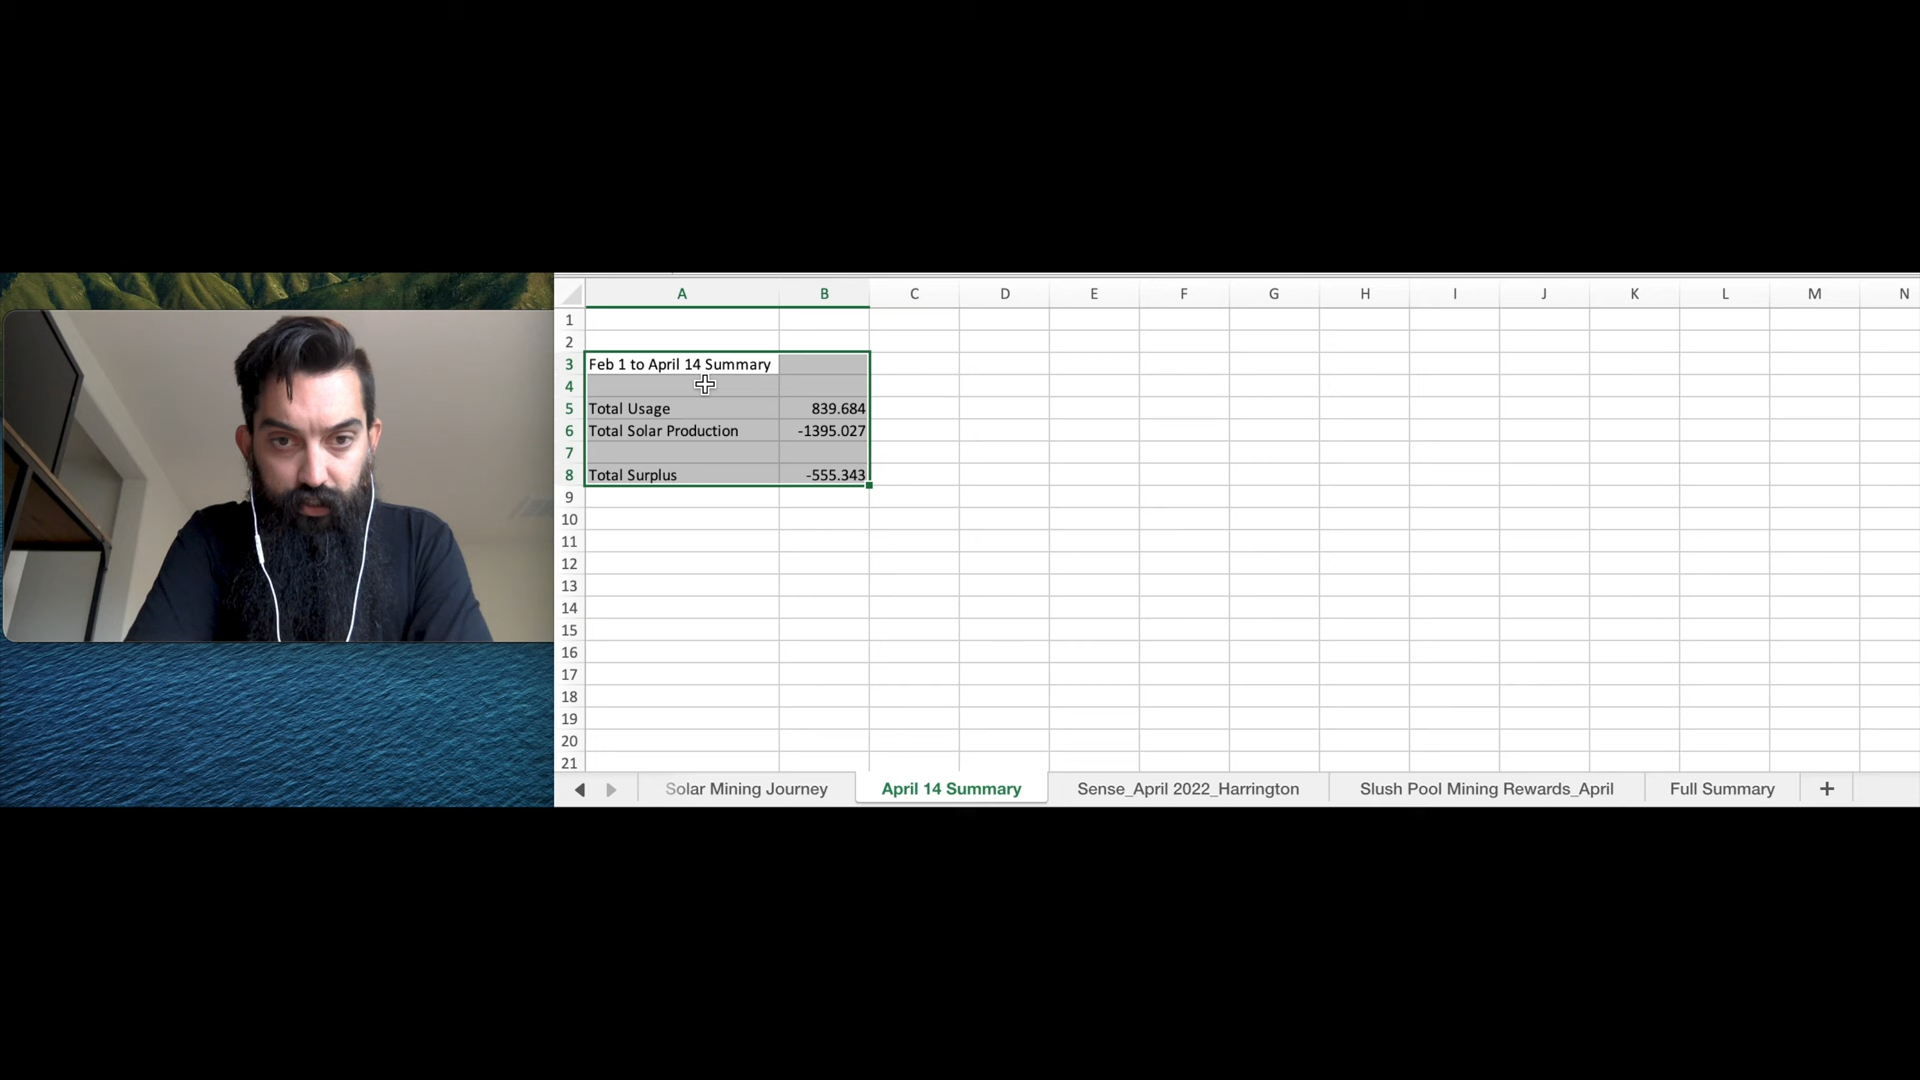 A B C D E F G H I J K L M N
1
2
3 Feb 1 to April 14 Summary
4
5 Total Usage 839.684
6 Total Solar Production -1395.027
7
8 Total Surplus -555.343
9
10
11
12
13
14
15
16
17
18
19
20
21
Solar Mining Journey April 14 Summary Sense_April 2022_Harrington Slush Pool Mining Rewards_April Full Summary +